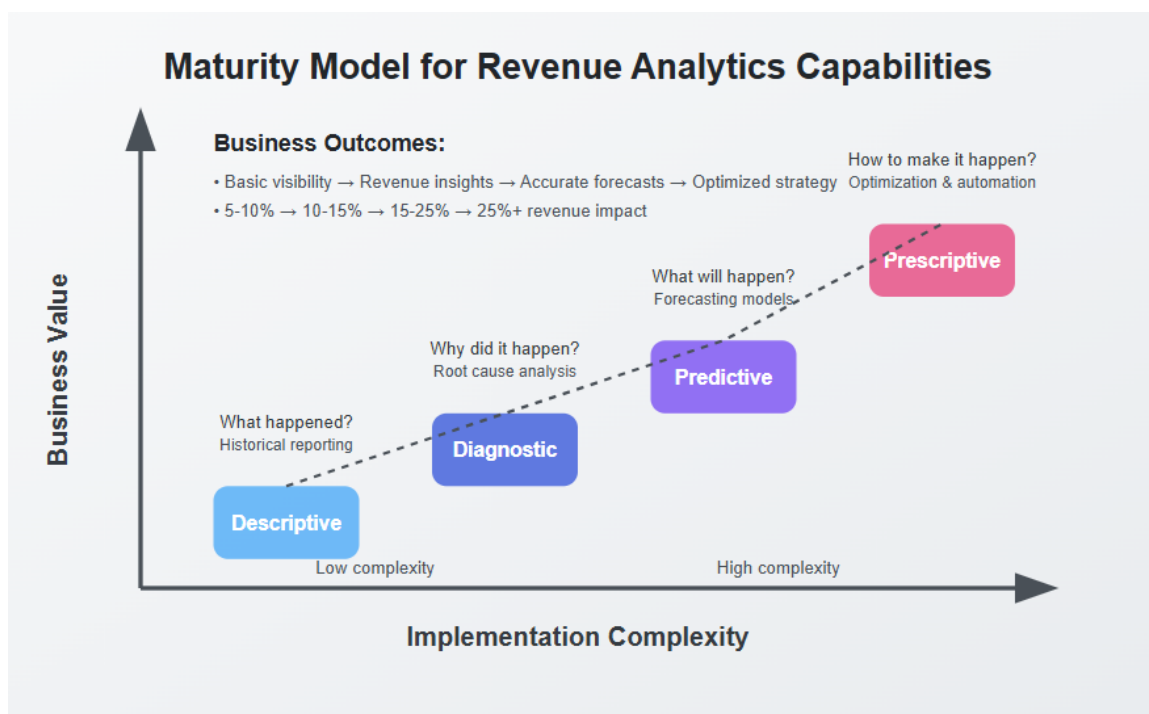 Maturity Model for Revenue Analytics Capabilities
Business Outcomes:
• Basic visibility → Revenue insights → Accurate forecasts → Optimized strategy
• 5-10% → 10-15% → 15-25% → 25%+ revenue impact
How to make it happen?
Optimization & automation
Prescriptive
What will happen?
Forecasting models
Predictive
Why did it happen?
Root cause analysis
Diagnostic
What happened?
Historical reporting
Descriptive
Business Value
Low complexity
High complexity
Implementation Complexity